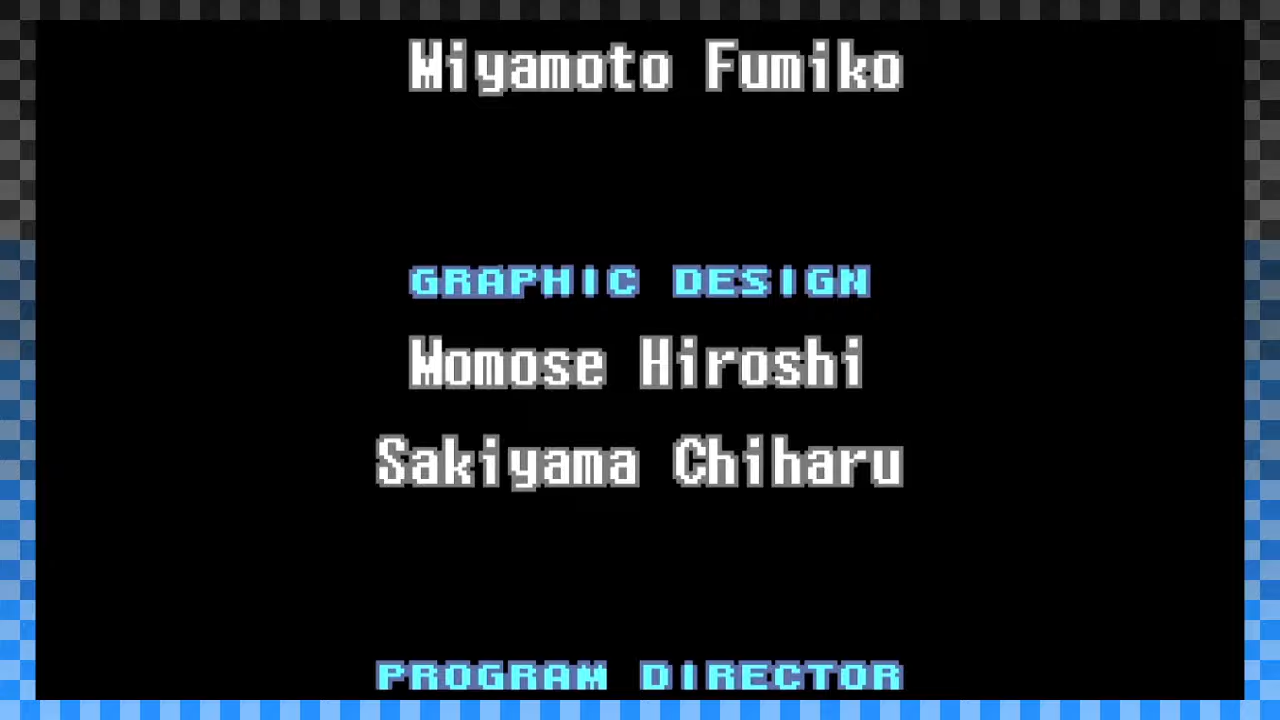 Miyamoto Fumiko
GRAPHIC DESIGN
Momose Hiroshi
Sakiyama Chiharu
PROGRAM DIRECTOR